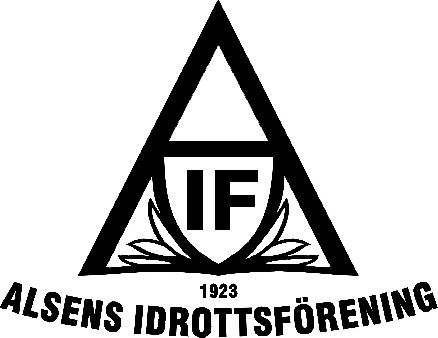 IF
1923
ALSENS IDROTTSFÖRENING